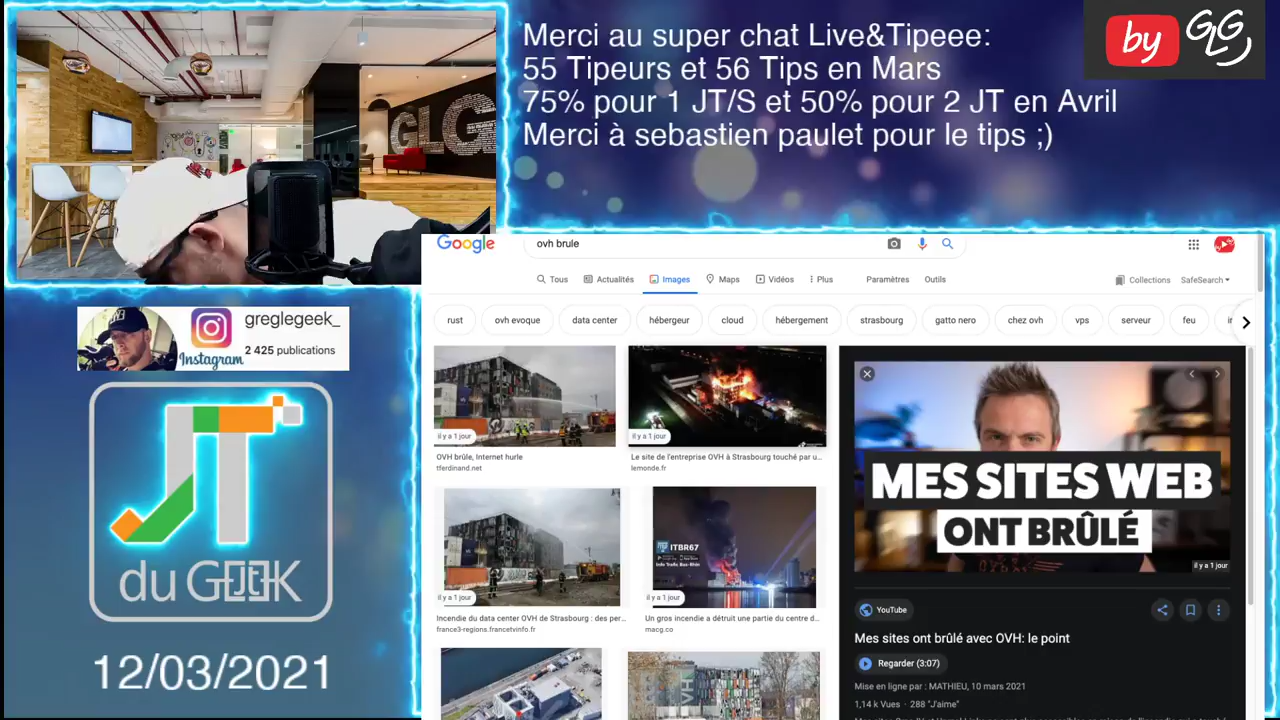 Merci au super chat Live&Tipeee:
55 Tipeurs et 56 Tips en Mars
75% pour 1 JT/S et 50% pour 2 JT en Avril
Merci à sebastien paulet pour le tips ;)
by GLG
GLG
greglegeek_
Instagram
2 425 publications
JT
du GEEK
12/03/2021
Google
ovh brule
Tous
Actualités
Images
Maps
Vidéos
Plus
Paramètres
Outils
Collections
SafeSearch
rust
ovh evoque
data center
hébergeur
cloud
hébergement
strasbourg
gatto nero
chez ovh
vps
serveur
feu
il y a 1 jour
OVH brûle, Internet hurle
tferdinand.net
il y a 1 jour
Le site de l'entreprise OVH à Strasbourg touché par u...
lemonde.fr
il y a 1 jour
Incendie du data center OVH de Strasbourg : des per...
france3-regions.francetvinfo.fr
ITBR67
Info Trafic Bas-Rhin
il y a 1 jour
Un gros incendie a détruit une partie du centre d...
macg.co
OVH
MES SITES WEB
ONT BRÛLÉ
il y a 1 jour
YouTube
Mes sites ont brûlé avec OVH: le point
Regarder (3:07)
Mise en ligne par : MATHIEU, 10 mars 2021
1,14 k Vues · 288 "J'aime"